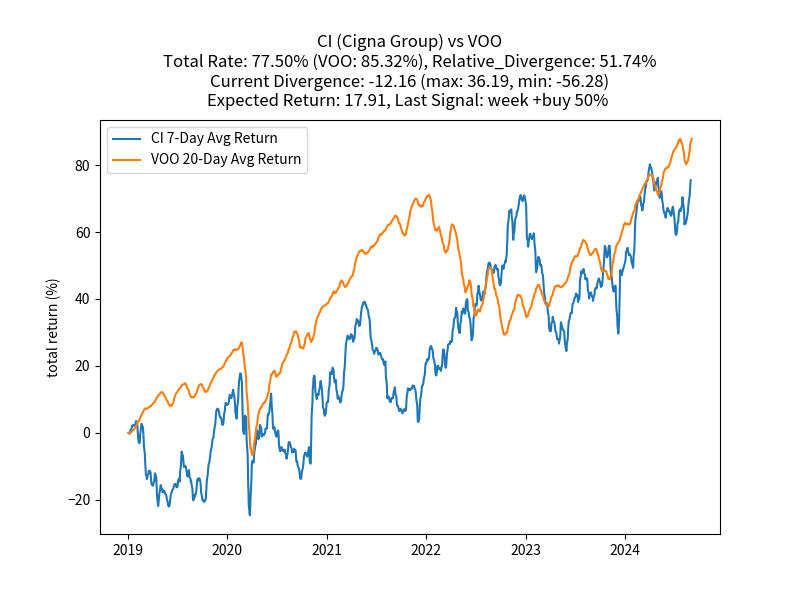 CI (Cigna Group) vs VOO
Total Rate: 77.50% (VOO: 85.32%), Relative_Divergence: 51.74%
Current Divergence: -12.16 (max: 36.19, min: -56.28)
Expected Return: 17.91, Last Signal: week +buy 50%
CI 7-Day Avg Return
VOO 20-Day Avg Return
total return (%)
80
60
40
20
0
−20
2019 2020 2021 2022 2023 2024